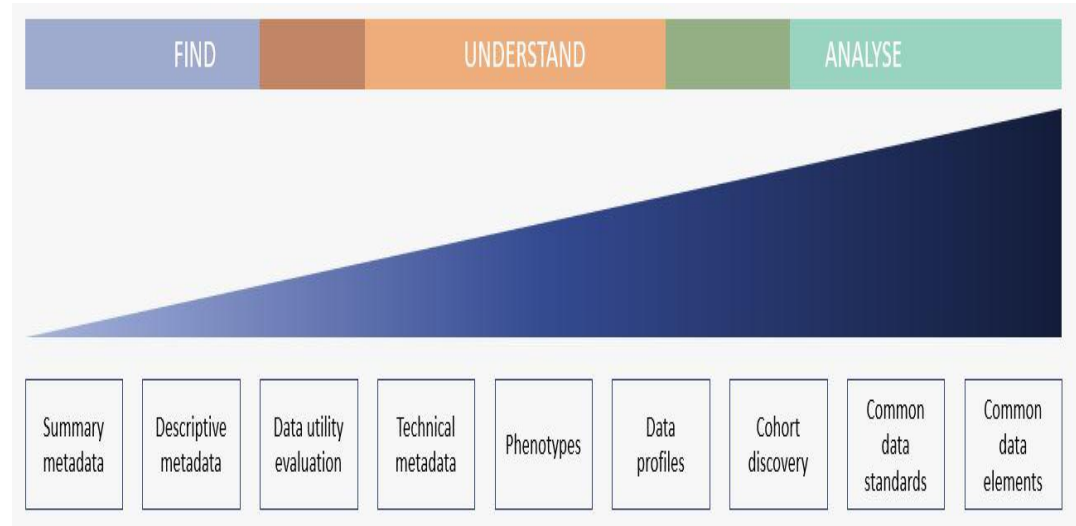 FIND
UNDERSTAND
ANALYSE
Summary
metadata
Descriptive
metadata
Data utility
evaluation
Technical
metadata
Phenotypes
Data
profiles
Cohort
discovery
Common
data
standards
Common
data
elements